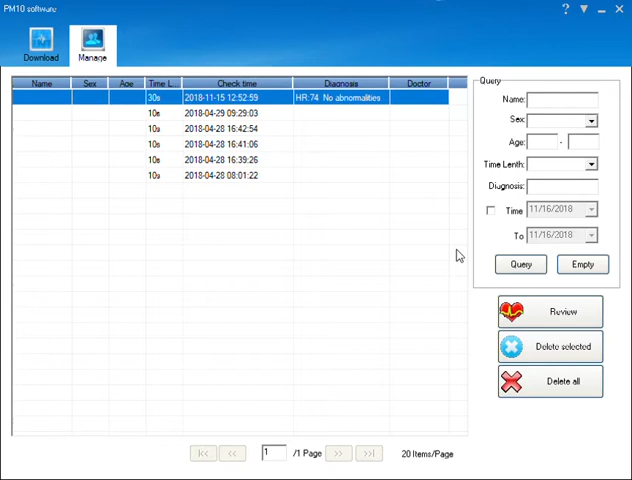 PM10 software
?
Download
Manage
Name Sex Age Time L... Check time Diagnosis Doctor
30s 2018-11-15 12:52:59 HR:74 No abnormalities
10s 2018-04-29 09:29:03
10s 2018-04-28 16:42:54
10s 2018-04-28 16:41:06
10s 2018-04-28 16:39:26
10s 2018-04-28 08:01:22
Query
Name:
Sex:
Age: -
Time Lenth:
Diagnosis:
Time 11/16/2018
To 11/16/2018
Query Empty
Review
Delete selected
Delete all
|<< << 1 /1 Page >> >>| 20 Items/Page